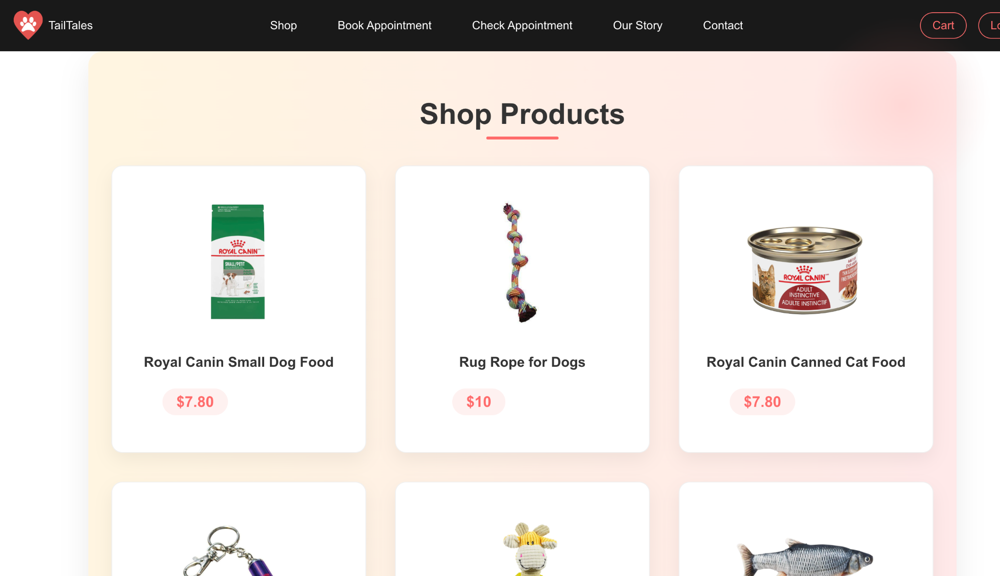 TailTales
Shop
Book Appointment
Check Appointment
Our Story
Contact
Cart
Shop Products
ROYAL CANIN
SMALL/PETIT
Adult
ROYAL CANIN
ADULT
INSTINCTIVE
ADULTE INSTINCTIF
Royal Canin Small Dog Food
Rug Rope for Dogs
Royal Canin Canned Cat Food
$7.80
$10
$7.80